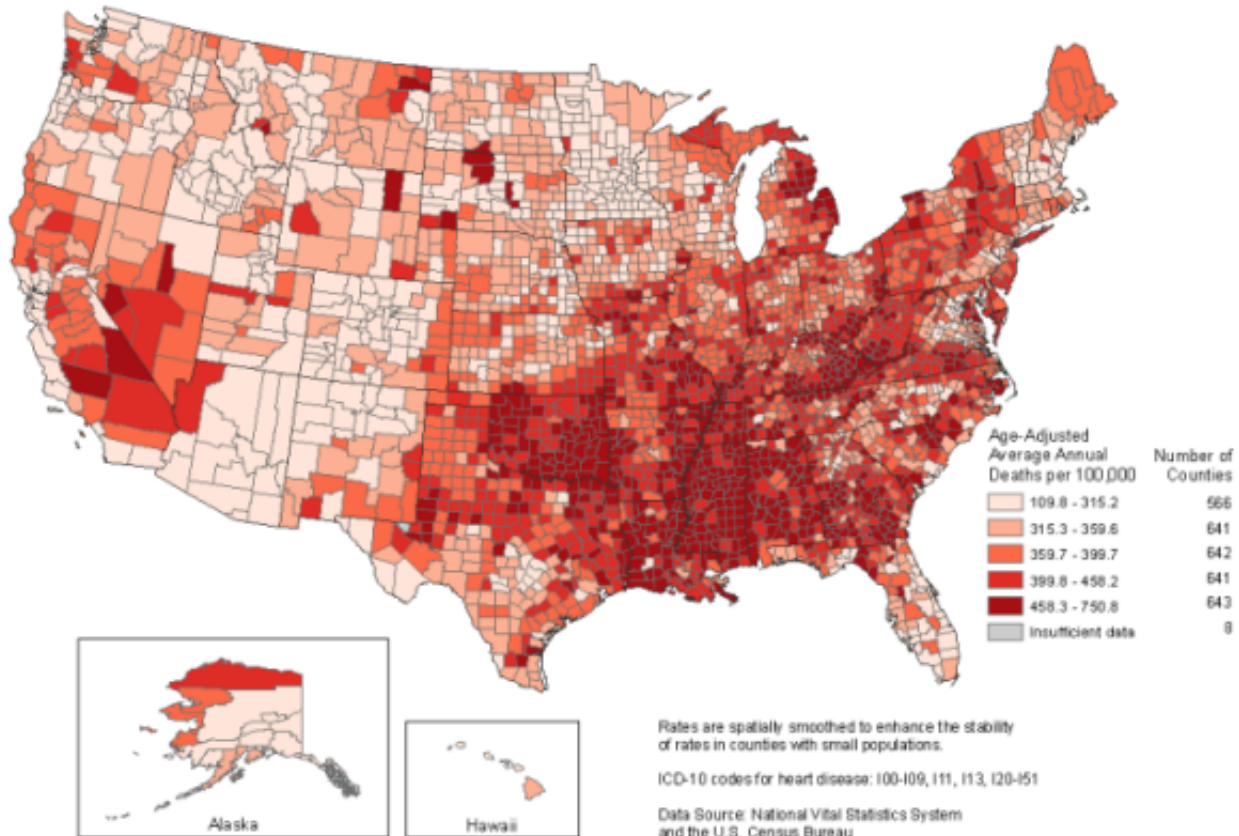 Age-Adjusted
Average Annual
Deaths per 100,000
Number of
Counties
109.8 - 315.2 566
315.3 - 359.6 641
359.7 - 399.7 642
399.8 - 458.2 641
458.3 - 750.8 643
Insufficient data 8
Rates are spatially smoothed to enhance the stability
of rates in counties with small populations.
ICD-10 codes for heart disease: I00-I09, I11, I13, I20-I51
Data Source: National Vital Statistics System
and the U.S. Census Bureau
Alaska
Hawaii